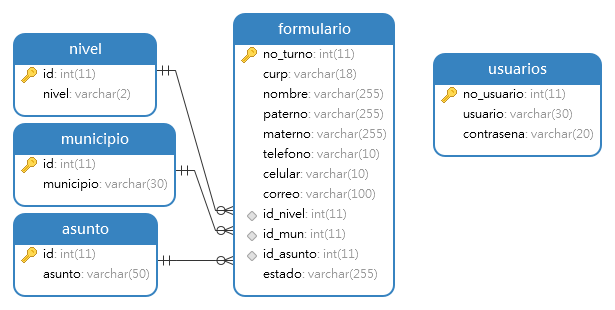 nivel
id: int(11)
nivel: varchar(2)
municipio
id: int(11)
municipio: varchar(30)
asunto
id: int(11)
asunto: varchar(50)
formulario
no_turno: int(11)
curp: varchar(18)
nombre: varchar(255)
paterno: varchar(255)
materno: varchar(255)
telefono: varchar(10)
celular: varchar(10)
correo: varchar(100)
id_nivel: int(11)
id_mun: int(11)
id_asunto: int(11)
estado: varchar(255)
usuarios
no_usuario: int(11)
usuario: varchar(30)
contrasena: varchar(20)